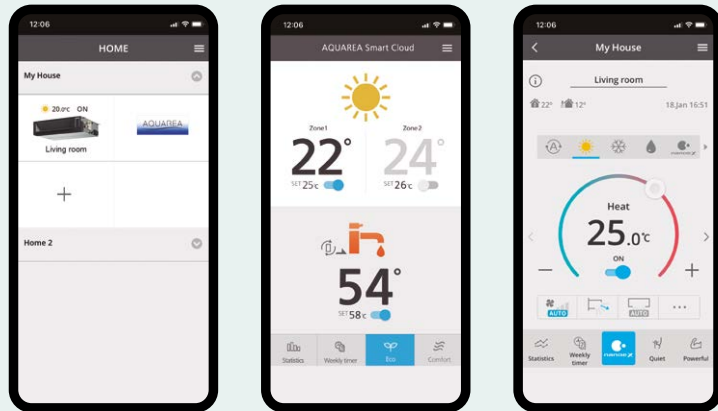 12:06
HOME
My House
20.0°C ON
Living room
AQUAREA
+
Home 2
12:06
AQUAREA Smart Cloud
Zone1
22°
SET 25°c
Zone2
24°
SET 26°c
54°
SET 58°c
Statistics
Weekly timer
Eco
Comfort
12:06
My House
Living room
22° 12° 18.Jan 16:51
A
nanoe X
Heat
25.0°c
ON
− +
AUTO
AUTO
...
Statistics
Weekly timer
nanoe X
Quiet
Powerful